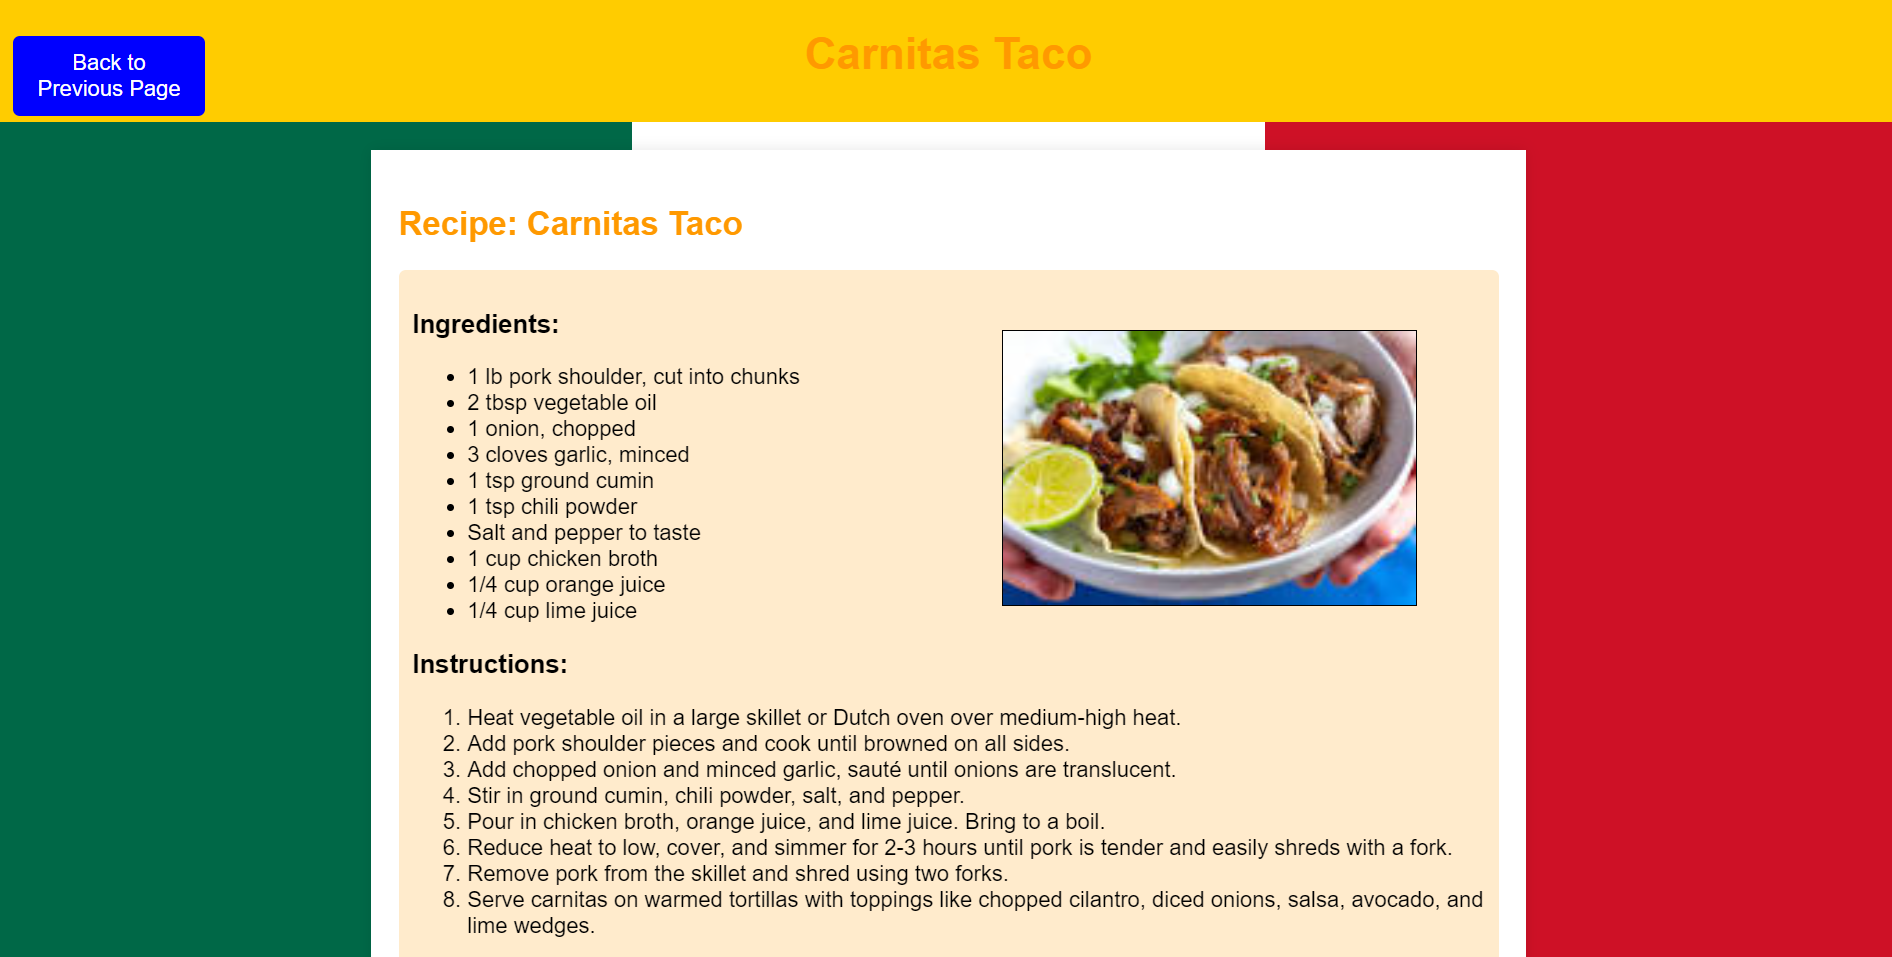 Carnitas Taco
Back to
Previous Page
Recipe: Carnitas Taco
Ingredients:
1 lb pork shoulder, cut into chunks
2 tbsp vegetable oil
1 onion, chopped
3 cloves garlic, minced
1 tsp ground cumin
1 tsp chili powder
Salt and pepper to taste
1 cup chicken broth
1/4 cup orange juice
1/4 cup lime juice
Instructions:
1. Heat vegetable oil in a large skillet or Dutch oven over medium-high heat.
2. Add pork shoulder pieces and cook until browned on all sides.
3. Add chopped onion and minced garlic, sauté until onions are translucent.
4. Stir in ground cumin, chili powder, salt, and pepper.
5. Pour in chicken broth, orange juice, and lime juice. Bring to a boil.
6. Reduce heat to low, cover, and simmer for 2-3 hours until pork is tender and easily shreds with a fork.
7. Remove pork from the skillet and shred using two forks.
8. Serve carnitas on warmed tortillas with toppings like chopped cilantro, diced onions, salsa, avocado, and
lime wedges.